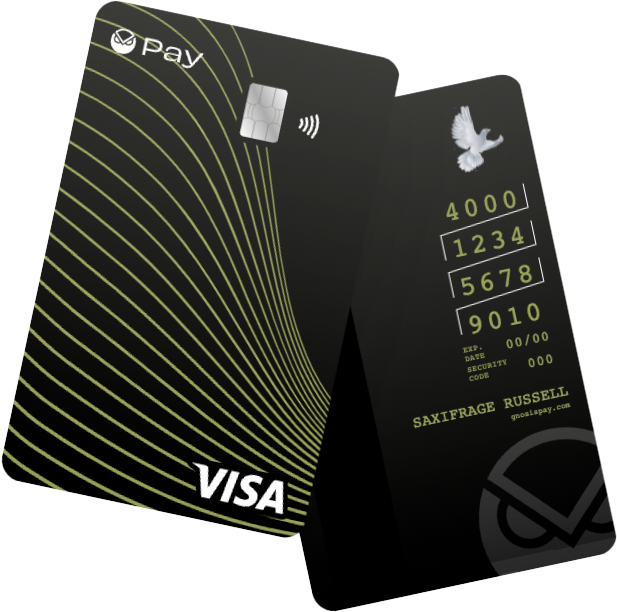 Pay
VISA
4000
1234
5678
9010
EXP. DATE 00/00
SECURITY CODE 000
SAXIFRAGE RUSSELL
gnosispay.com